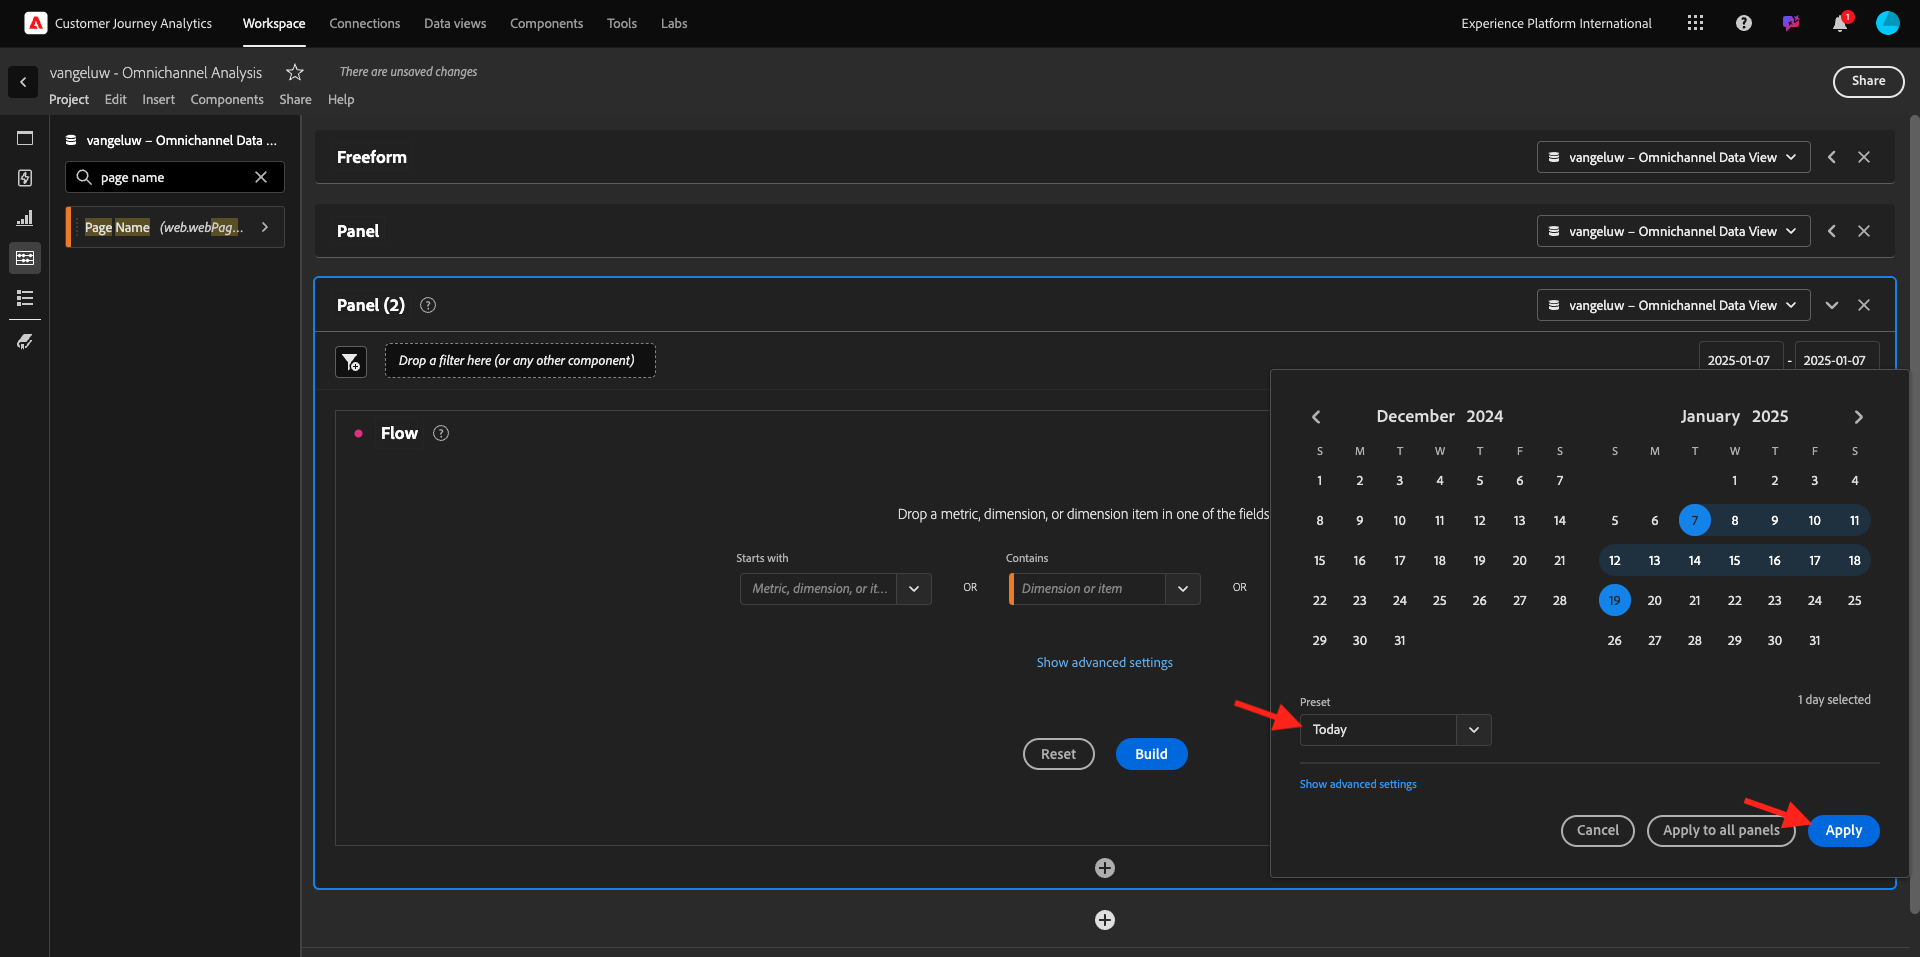 Customer Journey Analytics
Workspace
Connections
Data views
Components
Tools
Labs
Experience Platform International
1
vangeluw - Omnichannel Analysis
There are unsaved changes
Project
Edit
Insert
Components
Share
Help
Share
vangeluw – Omnichannel Data ...
page name
Page Name (web.webPag...
Freeform
vangeluw – Omnichannel Data View
Panel
vangeluw – Omnichannel Data View
Panel (2)
vangeluw – Omnichannel Data View
Drop a filter here (or any other component)
2025-01-07 - 2025-01-07
Flow
Drop a metric, dimension, or dimension item in one of the fields
Starts with
Contains
Metric, dimension, or it...
OR
Dimension or item
OR
Show advanced settings
Reset
Build
December 2024
S M T W T F S
1 2 3 4 5 6 7
8 9 10 11 12 13 14
15 16 17 18 19 20 21
22 23 24 25 26 27 28
29 30 31
January 2025
S M T W T F S
1 2 3 4
5 6 7 8 9 10 11
12 13 14 15 16 17 18
19 20 21 22 23 24 25
26 27 28 29 30 31
Preset
1 day selected
Today
Show advanced settings
Cancel
Apply to all panels
Apply